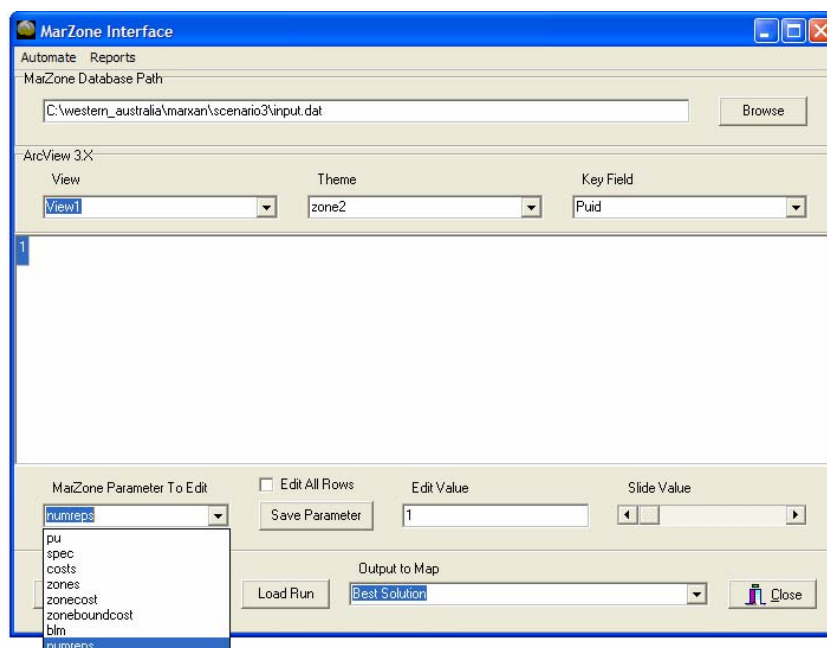 MarZone Interface
Automate Reports
MarZone Database Path
C:\western_australia\marxan\scenario3\input.dat
Browse
ArcView 3.X
View Theme Key Field
View1 zone2 Puid
1
MarZone Parameter To Edit Edit All Rows Edit Value Slide Value
numreps Save Parameter 1
pu
spec
costs
zones
zonecost
zoneboundcost
blm
numreps
Output to Map
Load Run Best Solution Close